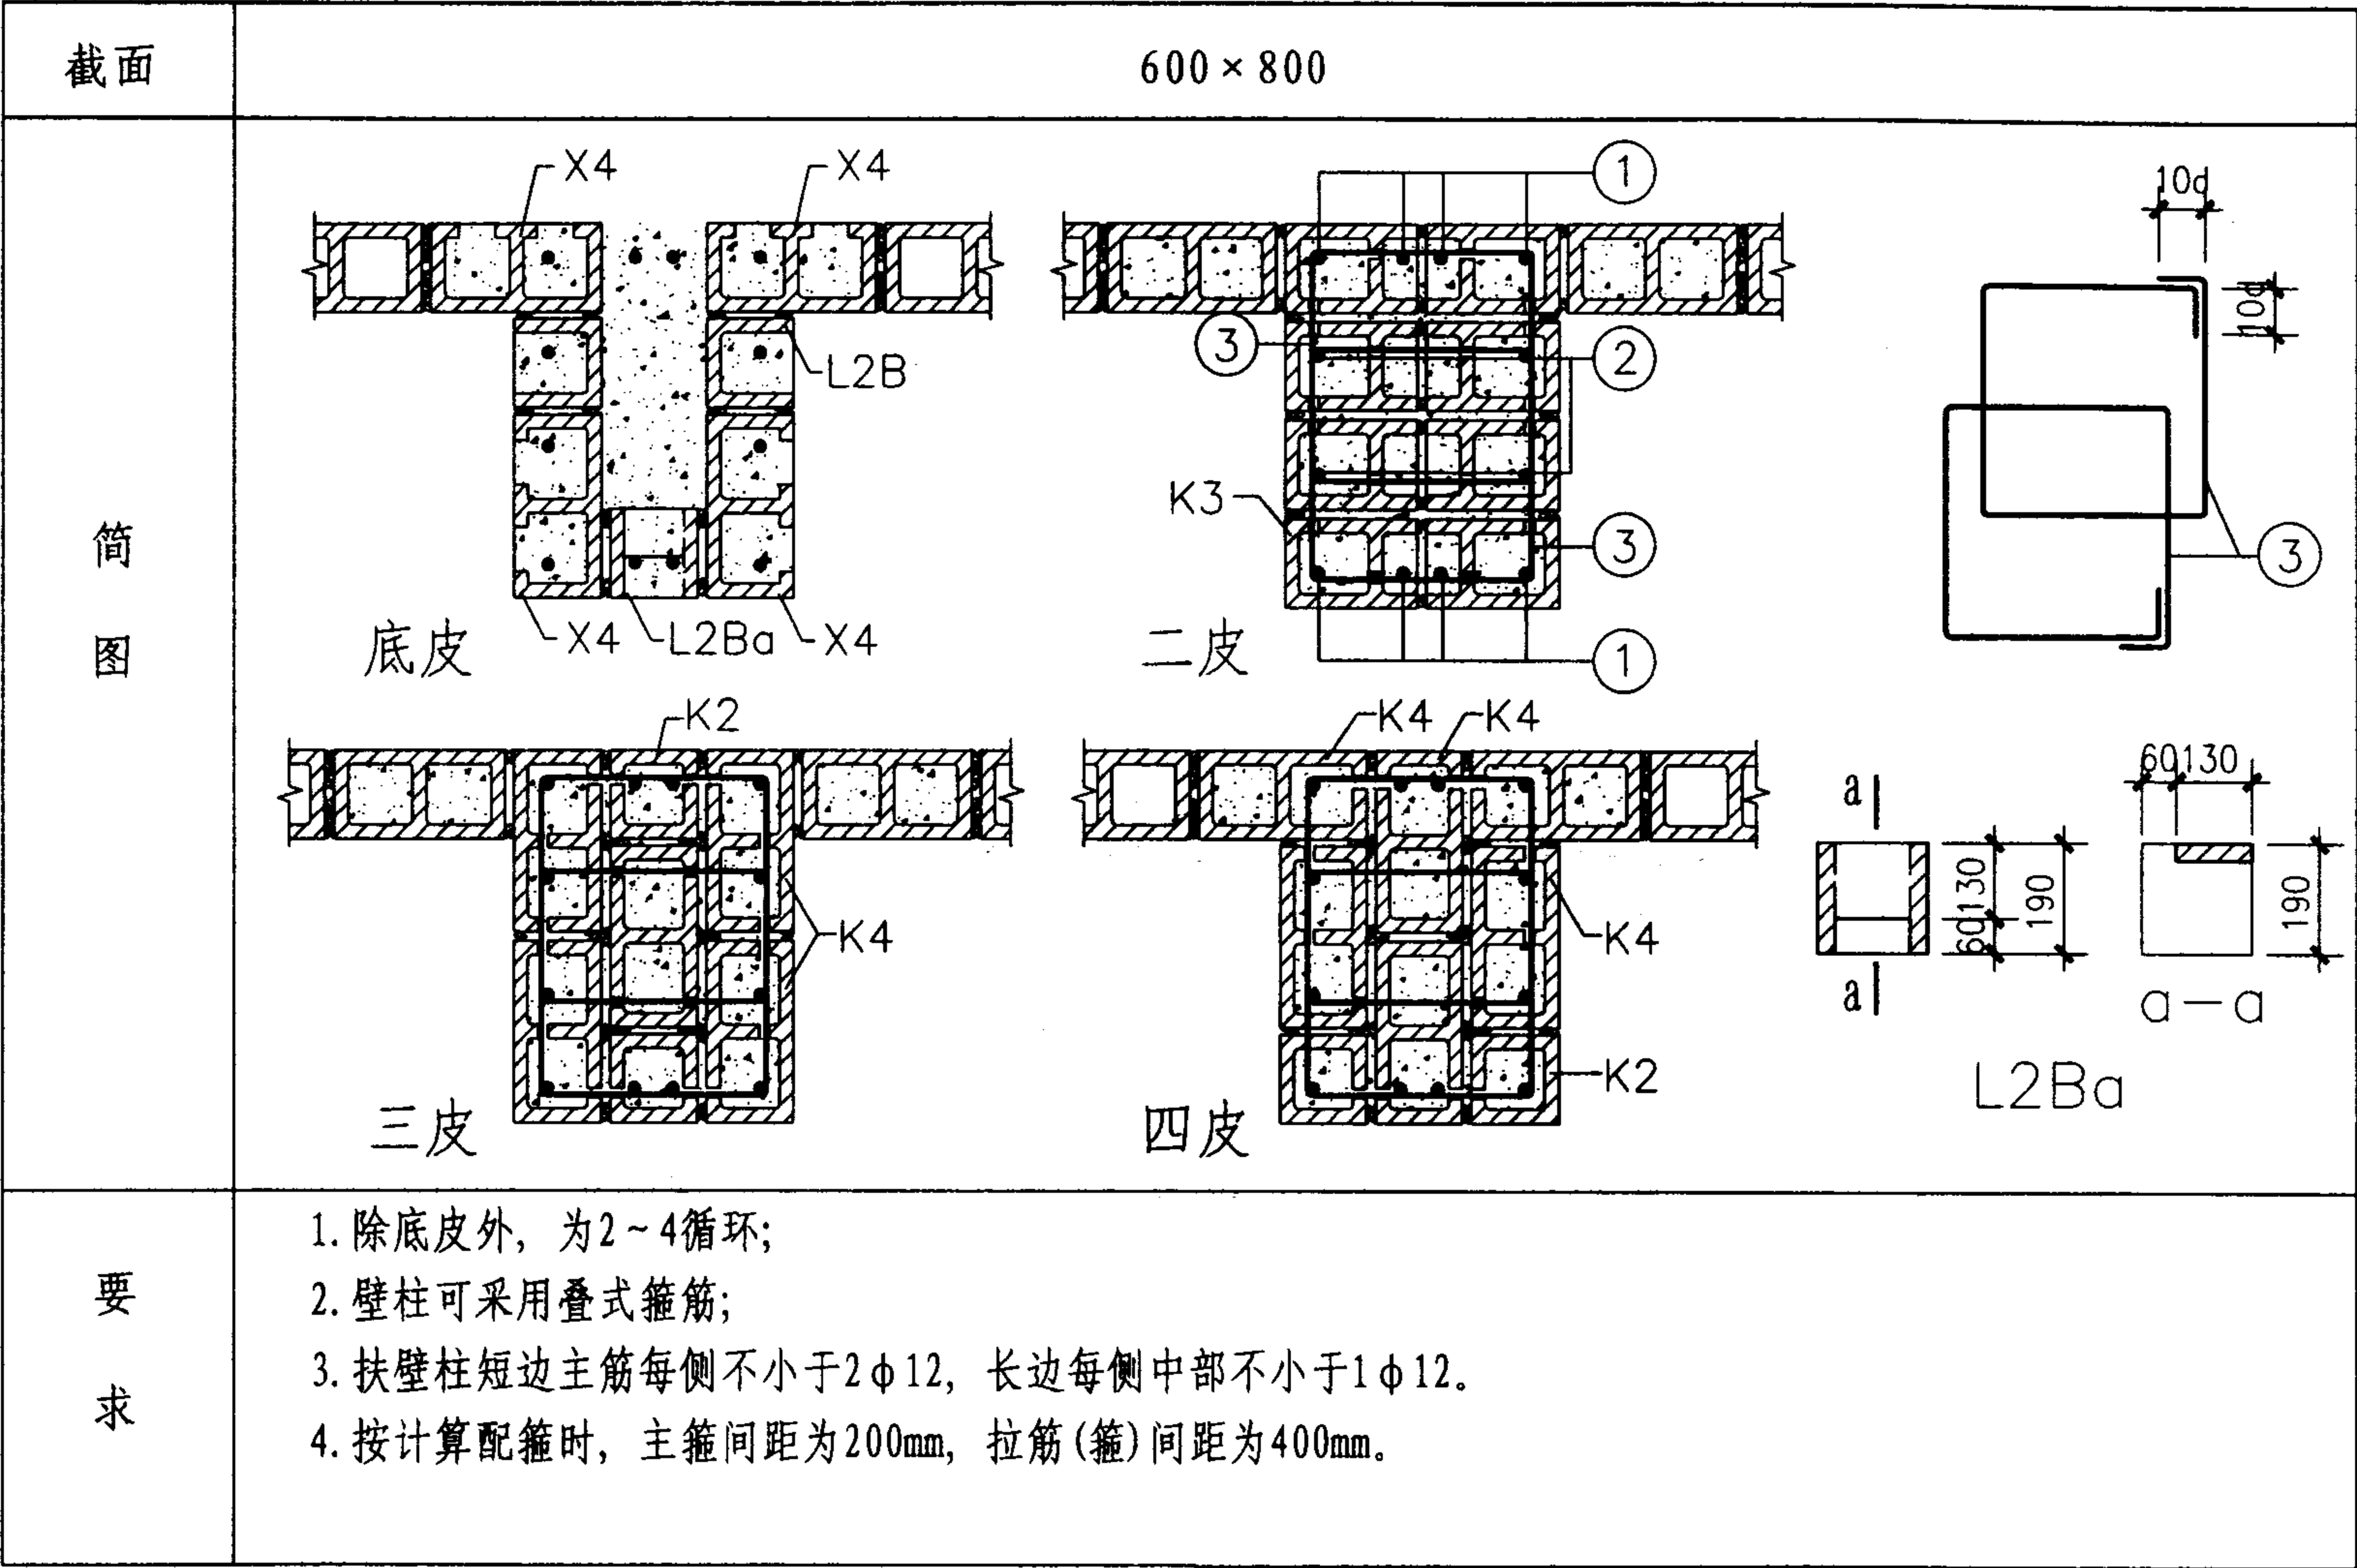 截面
600×800
简图
X4
X4
L2B
X4
L2Ba
X4
底皮
1
3
2
K3
3
1
二皮
10d
10d
3
K2
K4
三皮
K4
K4
K4
K2
四皮
a
a
130
60
190
60
130
190
a-a
L2Ba
要求
1.除底皮外, 为2~4循环;
2.壁柱可采用叠式箍筋;
3.扶壁柱短边主筋每侧不小于2φ12, 长边每侧中部不小于1φ12。
4.按计算配箍时, 主箍间距为200mm, 拉筋(箍)间距为400mm。